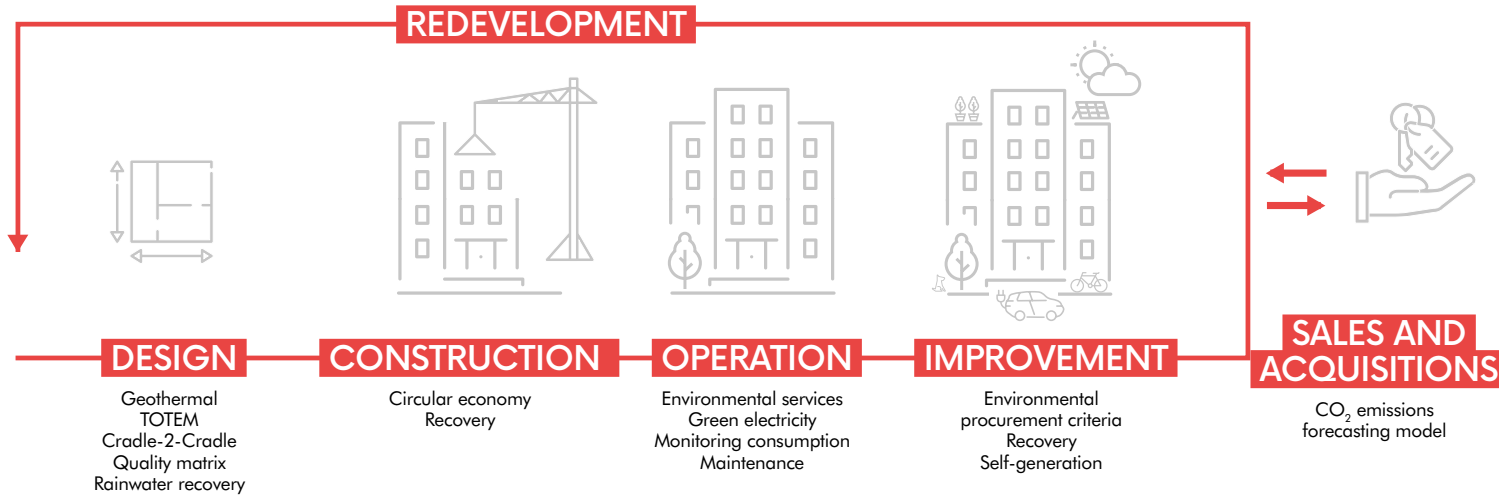 REDEVELOPMENT
DESIGN
Geothermal
TOTEM
Cradle-2-Cradle
Quality matrix
Rainwater recovery
CONSTRUCTION
Circular economy
Recovery
OPERATION
Environmental services
Green electricity
Monitoring consumption
Maintenance
IMPROVEMENT
Environmental
procurement criteria
Recovery
Self-generation
SALES AND
ACQUISITIONS
CO₂ emissions
forecasting model